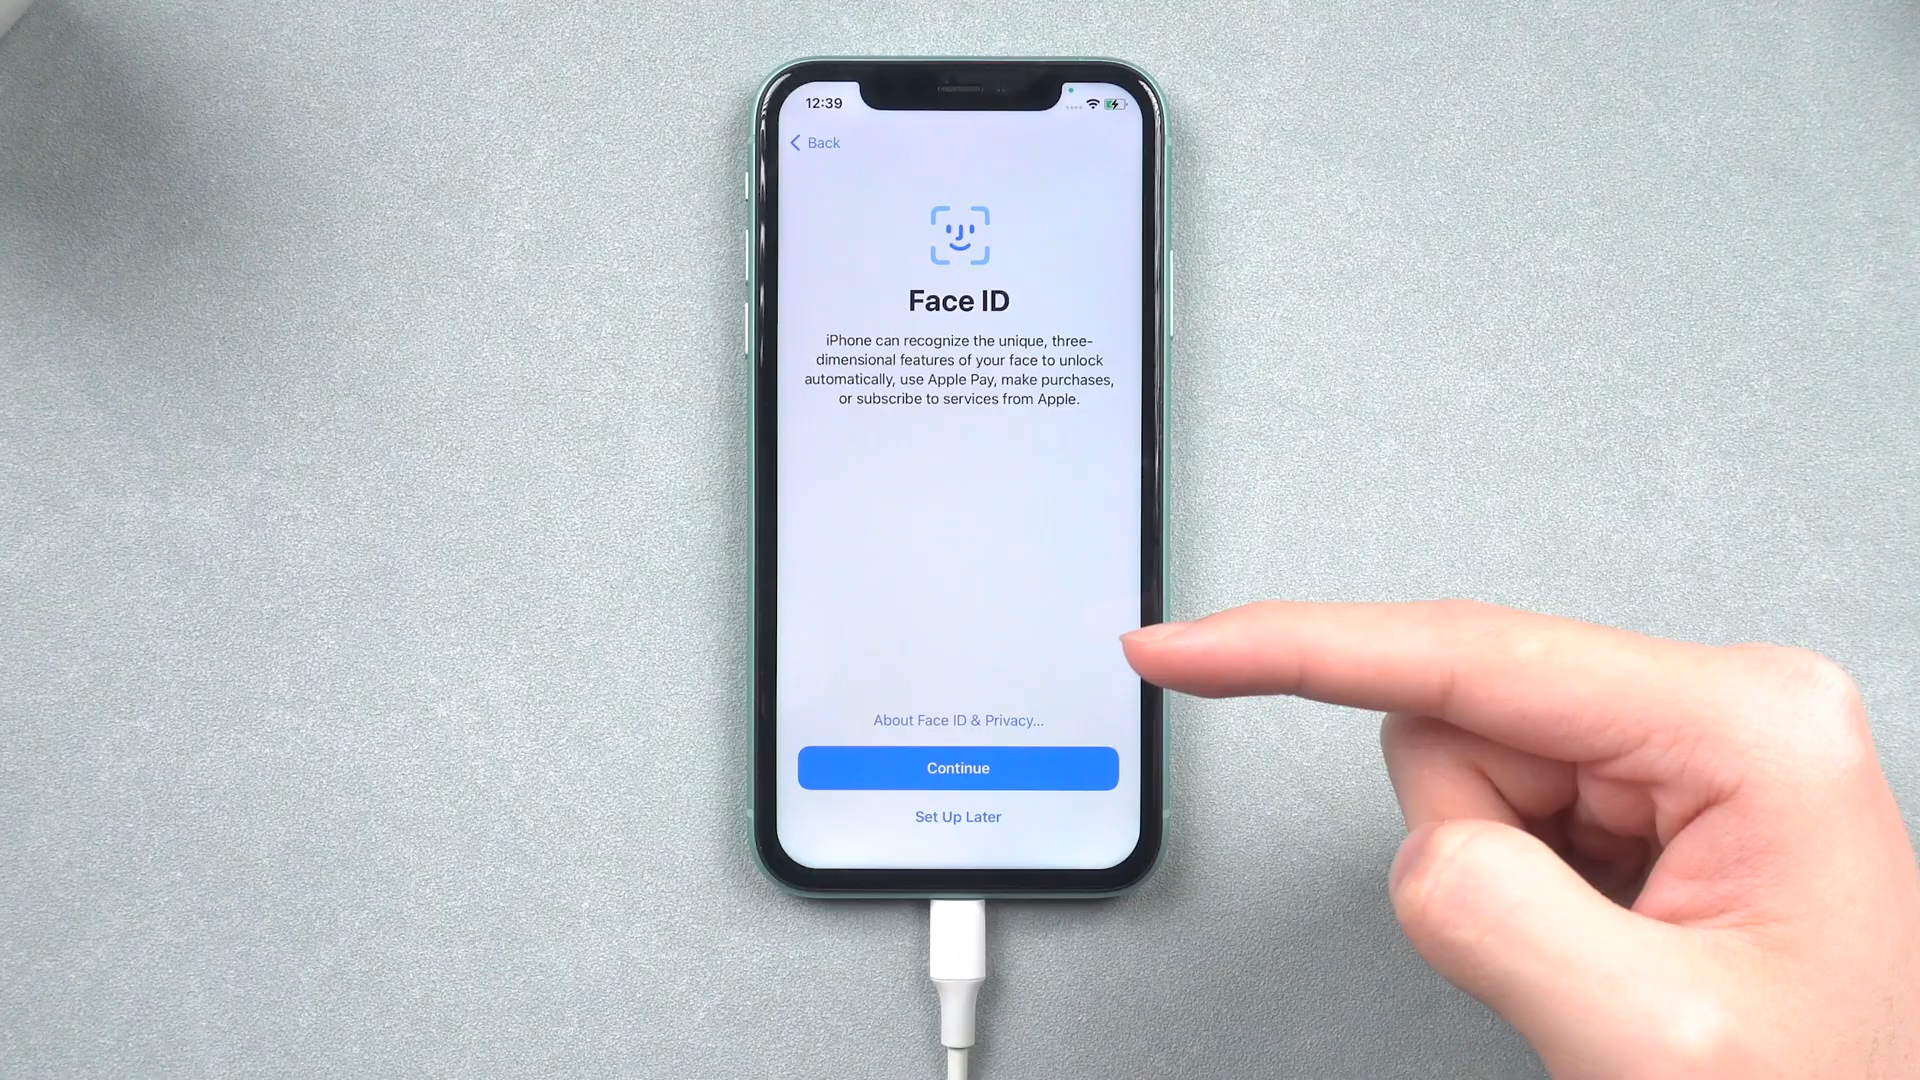 12:39
Back
Face ID
iPhone can recognize the unique, three-
dimensional features of your face to unlock
automatically, use Apple Pay, make purchases,
or subscribe to services from Apple.
About Face ID & Privacy...
Continue
Set Up Later